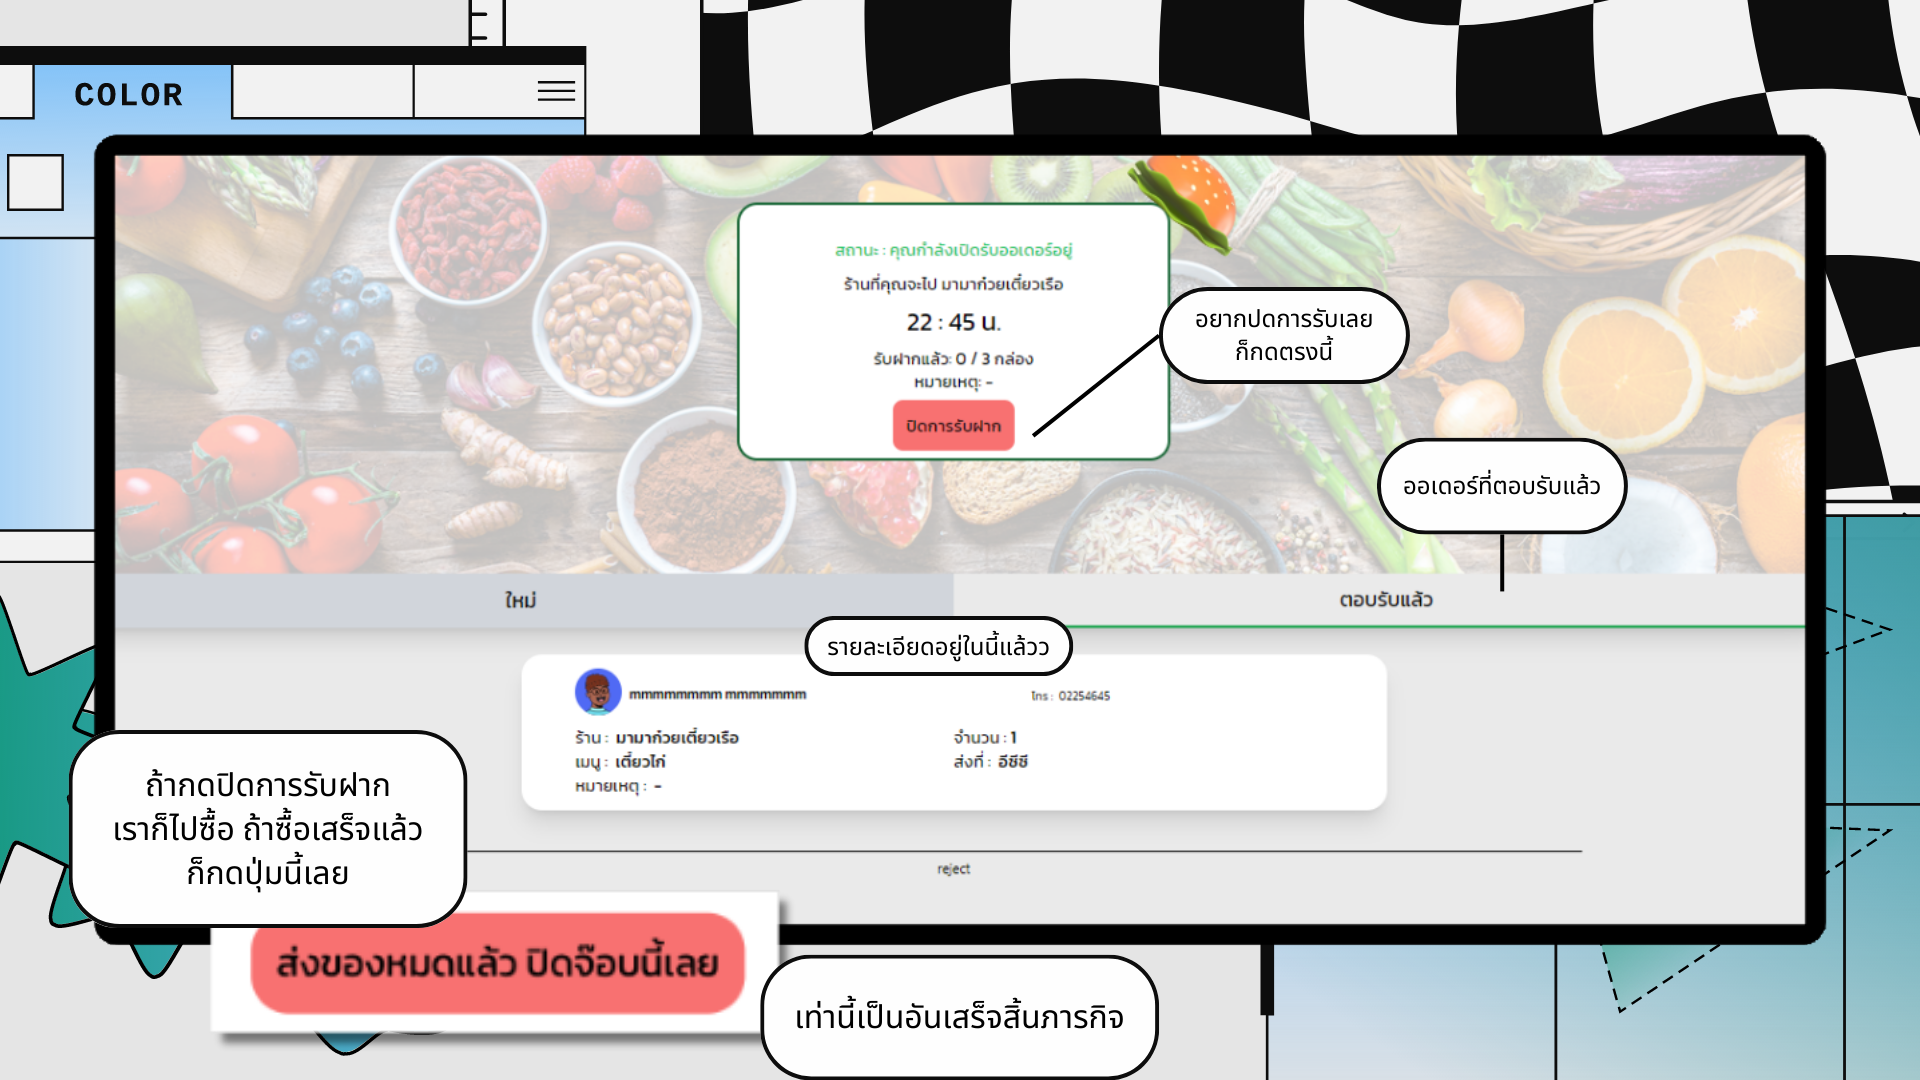 COLOR
สถานะ : คุณกำลังเปิดรับออเดอร์อยู่
ร้านที่คุณจะไป มามาก๋วยเตี๋ยวเรือ
22 : 45 น.
รับฝากแล้ว: 0 / 3 กล่อง
หมายเหตุ: -
ปิดการรับฝาก
อยากปดการรับเลย
ก็กดตรงนี้
ออเดอร์ที่ตอบรับแล้ว
ใหม่
ตอบรับแล้ว
รายละเอียดอยู่ในนี้แล้วว
mmmmmmmm mmmmmmm
โทร : 02254645
ร้าน : มามาก๋วยเตี๋ยวเรือ
จำนวน : 1
เมนู : เตี๋ยวไก่
ส่งที่ : อีซีซี
หมายเหตุ : -
reject
ถ้ากดปิดการรับฝาก
เราก็ไปซื้อ ถ้าซื้อเสร็จแล้ว
ก็กดปุ่มนี้เลย
ส่งของหมดแล้ว ปิดจ๊อบนี้เลย
เท่านี้เป็นอันเสร็จสิ้นภารกิจ